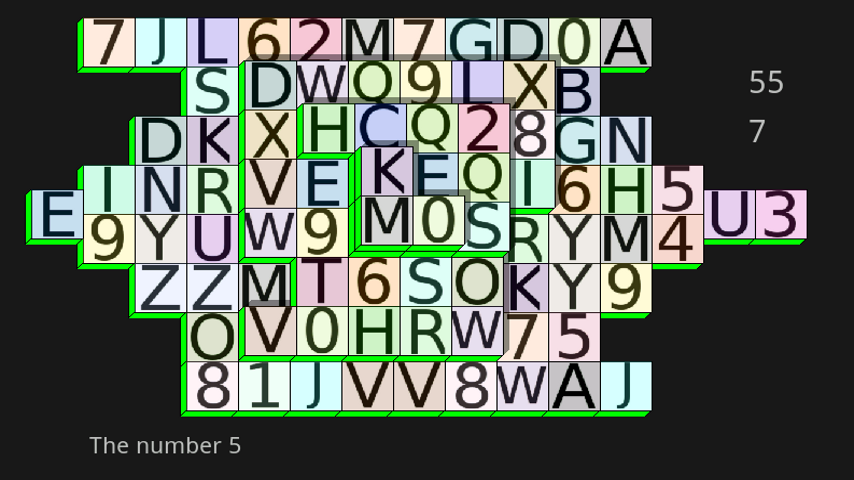 7 J L 6 2 M 7 G D 0 A
S D W Q 9 L X B 55
D K X H C Q 2 8 G N 7
I N R V E K E Q I 6 H 5
E U 3
9 Y U W 9 M 0 S R Y M 4
Z Z M T 6 S O K Y 9
O V 0 H R W 7 5
8 1 J V V 8 W A J
The number 5